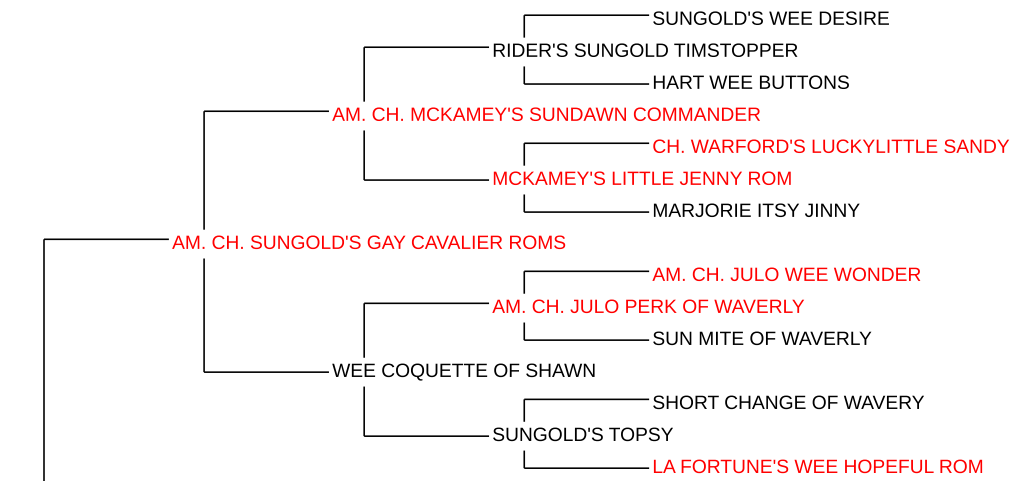 SUNGOLD'S WEE DESIRE
RIDER'S SUNGOLD TIMSTOPPER
HART WEE BUTTONS
AM. CH. MCKAMEY'S SUNDAWN COMMANDER
CH. WARFORD'S LUCKYLITTLE SANDY
MCKAMEY'S LITTLE JENNY ROM
MARJORIE ITSY JINNY
AM. CH. SUNGOLD'S GAY CAVALIER ROMS
AM. CH. JULO WEE WONDER
AM. CH. JULO PERK OF WAVERLY
SUN MITE OF WAVERLY
WEE COQUETTE OF SHAWN
SHORT CHANGE OF WAVERY
SUNGOLD'S TOPSY
LA FORTUNE'S WEE HOPEFUL ROM